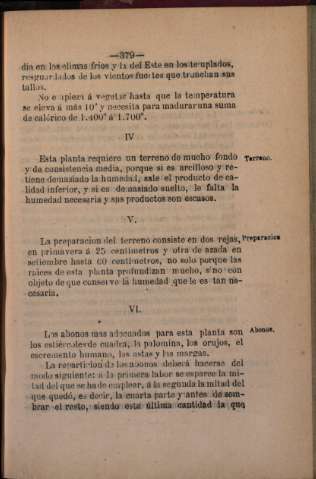 —379—
dia en los climas frios y la del Este en los templados,
resguardados de los vientos fuertes que trunchan sus
tallos.
No empieza á vegetar hasta que la temperatura
se eleva á más 10° y necesita para madurar una suma
de calórico de 1.400° á 1.700°.
IV
Esta planta requiere un terreno de mucho fondo
Terreno.
y da consistencia media, porque si es arcilloso y re-
tiene demasiado la humedad, sale el producto de ca-
lidad inferior, y si es demasiado suelto, le falta la
humedad necesaria y sus productos son escasos.
V.
La preparacion del terreno consiste en dos rejas,
Preparacion
en primavera á 25 centimetros y otra de azada en
setiembre hasta 60 centimetros, no solo porque las
raices de esta planta profundizan mucho, sino con
objeto de que conserve la humedad que le es tan ne-
cesaria.
VI.
Los abonos mas adecuados para esta planta son
Abonos.
los estiércoles de cuadra, la palomina, los orujos, el
escremento humano, las astas y las margas.
La reparticion de los abonos deberá hacerse del
modo siguiente: á la primera labor se esparce la mi-
tad del que se ha de emplear, á la segunda la mitad del
que quedó, es decir, la cuarta parte y antes de sem-
brar el resto, siendo esta última cantidad la que